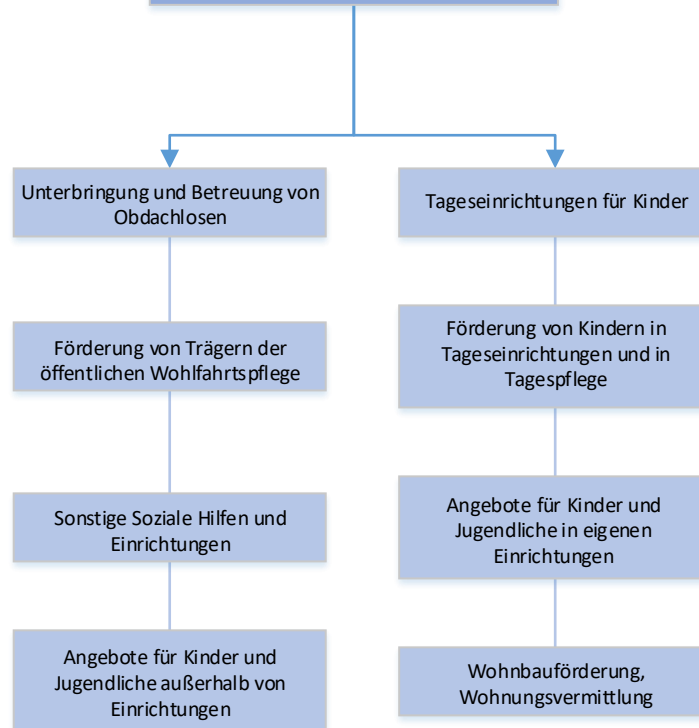 Unterbringung und Betreuung von
Obdachlosen
Förderung von Trägern der
öffentlichen Wohlfahrtspflege
Sonstige Soziale Hilfen und
Einrichtungen
Angebote für Kinder und
Jugendliche außerhalb von
Einrichtungen
Tageseinrichtungen für Kinder
Förderung von Kindern in
Tageseinrichtungen und in
Tagespflege
Angebote für Kinder und
Jugendliche in eigenen
Einrichtungen
Wohnbauförderung,
Wohnungsvermittlung